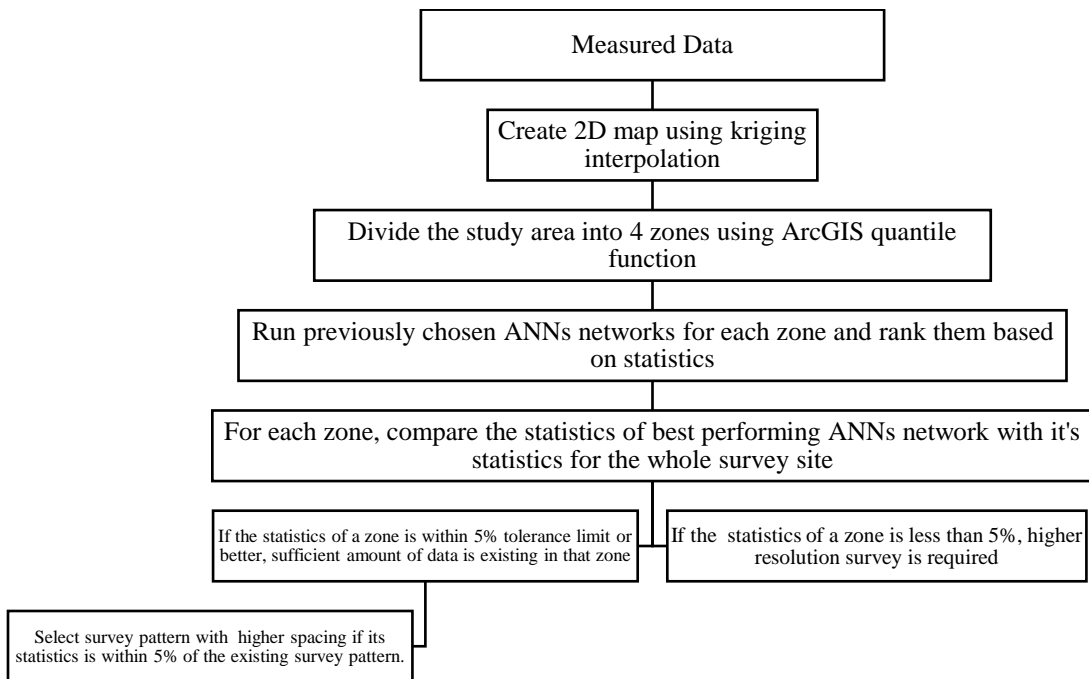 Measured Data
Create 2D map using kriging
interpolation
Divide the study area into 4 zones using ArcGIS quantile
function
Run previously chosen ANNs networks for each zone and rank them based
on statistics
For each zone, compare the statistics of best performing ANNs network with it's
statistics for the whole survey site
If the statistics of a zone is within 5% tolerance limit or
better, sufficient amount of data is existing in that zone
If the statistics of a zone is less than 5%, higher
resolution survey is required
Select survey pattern with higher spacing if its
statistics is within 5% of the existing survey pattern.